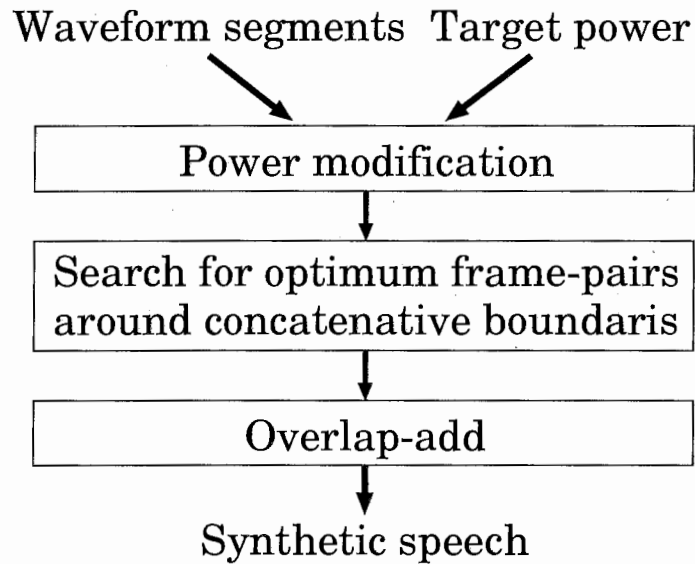 Waveform segments Target power
Power modification
Search for optimum frame-pairs
around concatenative boundaris
Overlap-add
Synthetic speech